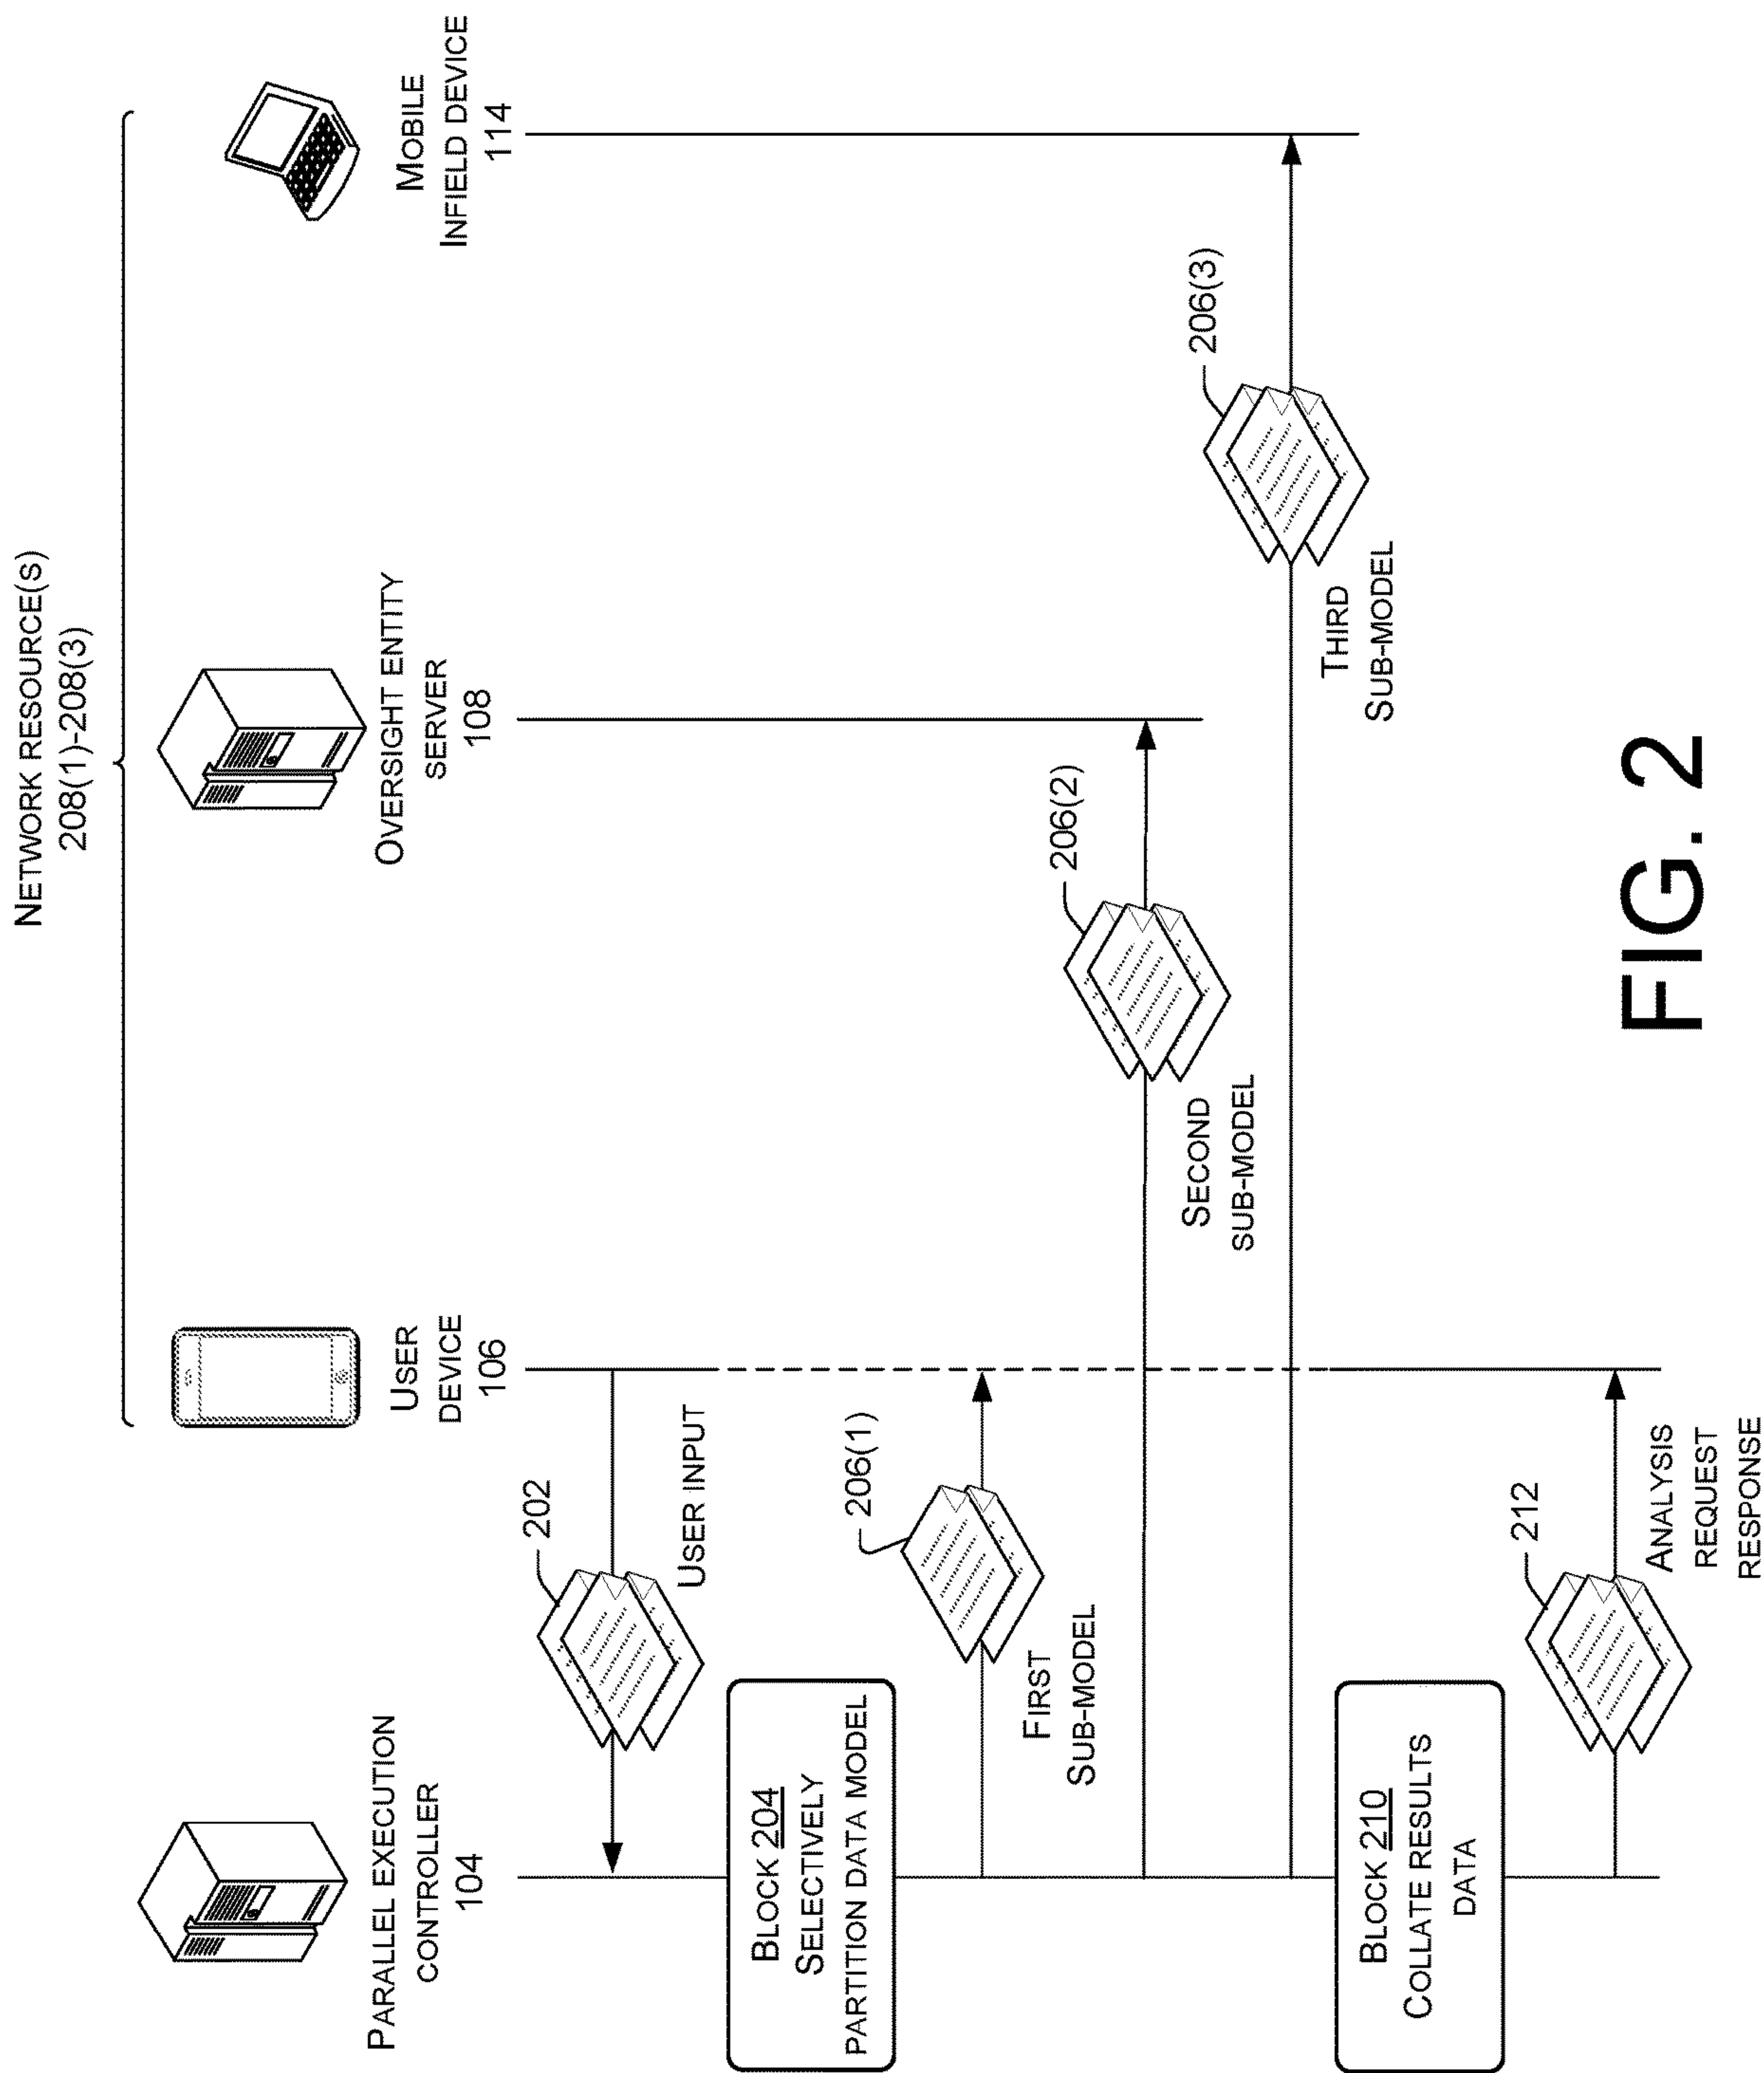 NETWORK RESOURCE(S)
208(1)-208(3)
PARALLEL EXECUTION
CONTROLLER
104
USER
DEVICE
106
OVERSIGHT ENTITY
SERVER
108
MOBILE
INFIELD DEVICE
114
202
USER INPUT
BLOCK 204
SELECTIVELY
PARTITION DATA MODEL
206(1)
FIRST
SUB-MODEL
206(2)
SECOND
SUB-MODEL
206(3)
THIRD
SUB-MODEL
BLOCK 210
COLLATE RESULTS
DATA
212
ANALYSIS
REQUEST
RESPONSE
FIG. 2